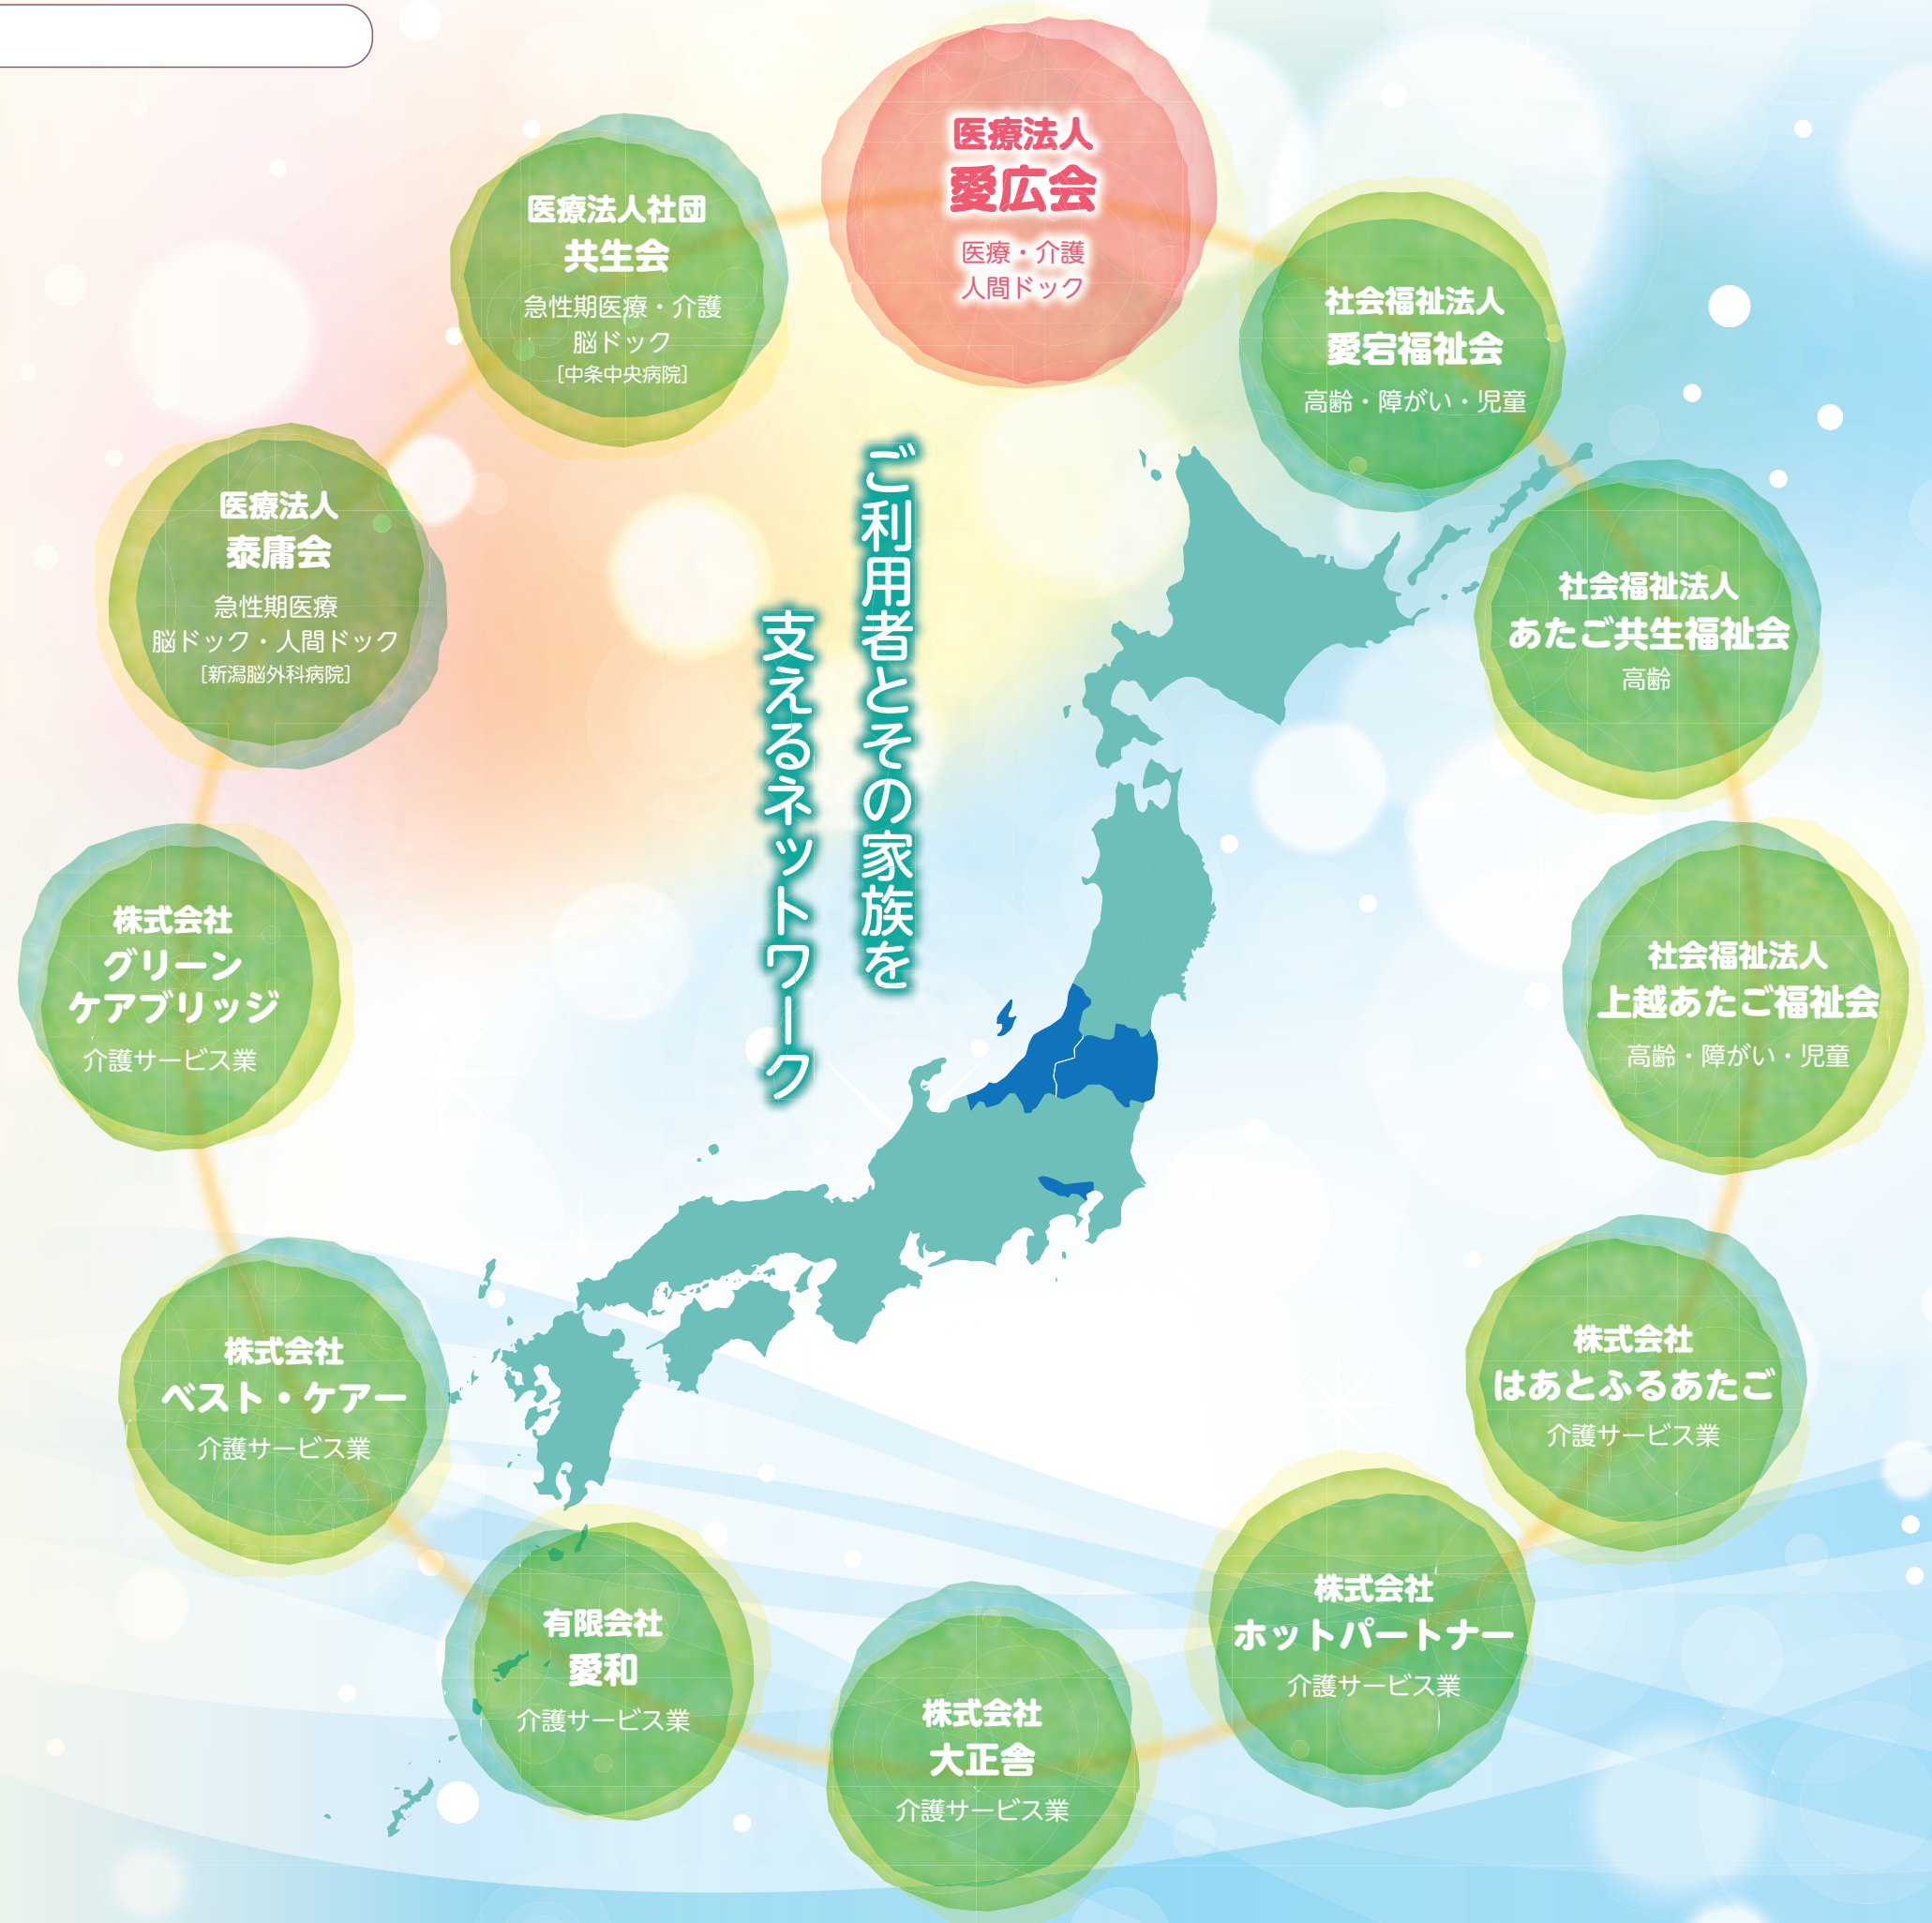 医療法人
愛広会
医療・介護
人間ドック
社会福祉法人
愛宕福祉会
高齢・障がい・児童
社会福祉法人
あたご共生福祉会
高齢
社会福祉法人
上越あたご福祉会
高齢・障がい・児童
株式会社
はあとふるあたご
介護サービス業
株式会社
ホットパートナー
介護サービス業
株式会社
大正舎
介護サービス業
有限会社
愛和
介護サービス業
株式会社
ベスト・ケアー
介護サービス業
株式会社
グリーン
ケアブリッジ
介護サービス業
医療法人
泰庸会
急性期医療
脳ドック・人間ドック
［新潟脳外科病院］
医療法人社団
共生会
急性期医療・介護
脳ドック
［中条中央病院］
ご利用者とその家族を
支えるネットワーク